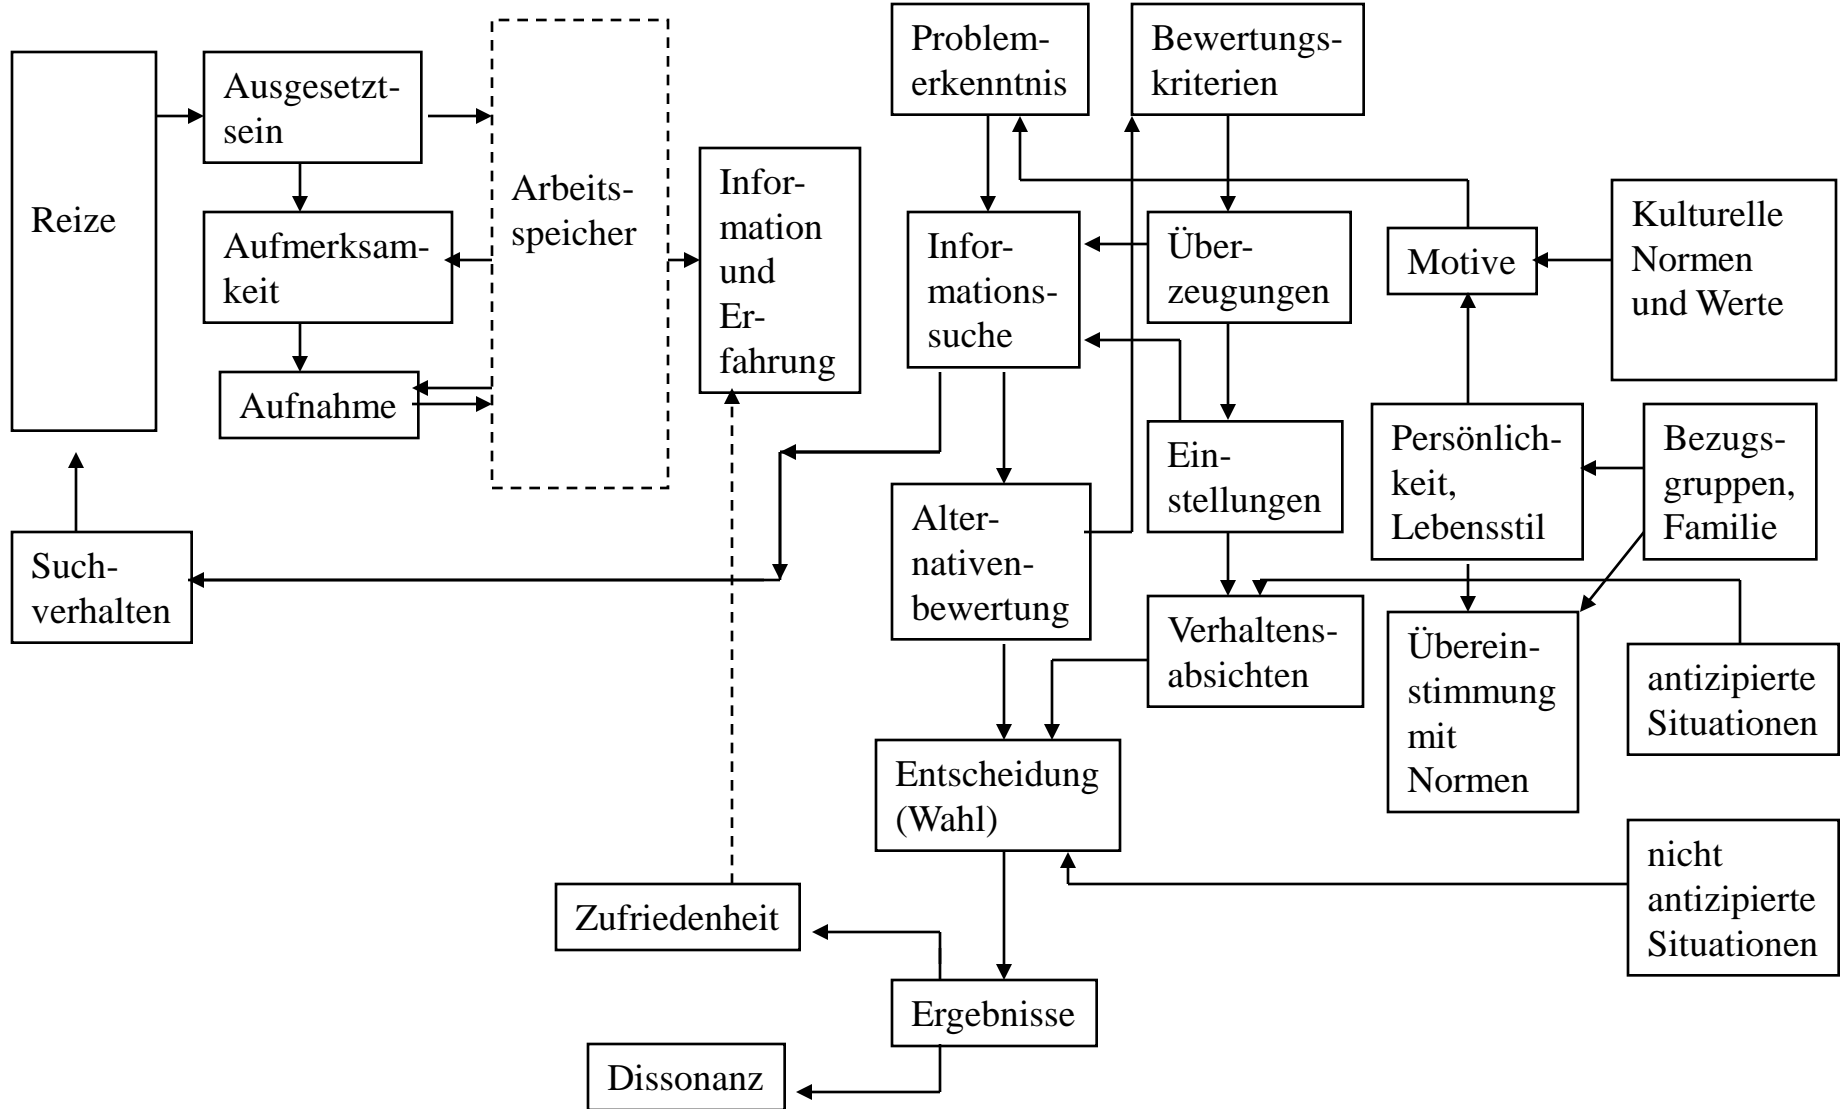 Reize
Ausgesetzt-
sein
Aufmerksam-
keit
Aufnahme
Such-
verhalten
Arbeits-
speicher
Infor-
mation
und
Er-
fahrung
Problem-
erkenntnis
Infor-
mations-
suche
Alter-
nativen-
bewertung
Entscheidung
(Wahl)
Zufriedenheit
Ergebnisse
Dissonanz
Bewertungs-
kriterien
Über-
zeugungen
Ein-
stellungen
Verhaltens-
absichten
Motive
Persönlich-
keit,
Lebensstil
Überein-
stimmung
mit
Normen
Kulturelle
Normen
und Werte
Bezugs-
gruppen,
Familie
antizipierte
Situationen
nicht
antizipierte
Situationen